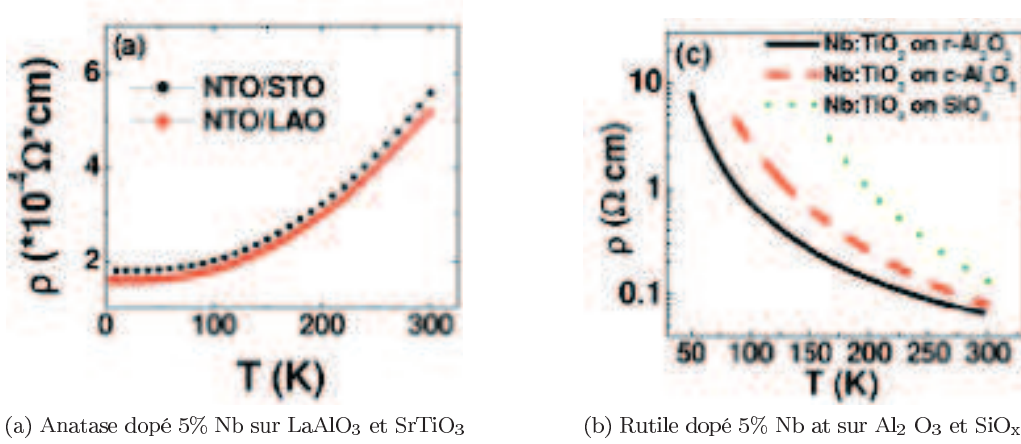 (a)
NTO/STO
NTO/LAO
6
4
2
ρ (*10⁻⁴Ω*cm)
0
100
200
300
T (K)
(c)
Nb:TiO₂ on r-Al₂O₃
Nb:TiO₂ on c-Al₂O₃
Nb:TiO₂ on SiO₂
10
1
0.1
ρ (Ω cm)
50 100 150 200 250 300
T (K)
(a) Anatase dopé 5% Nb sur LaAlO₃ et SrTiO₃
(b) Rutile dopé 5% Nb at sur Al₂ O₃ et SiOₓ